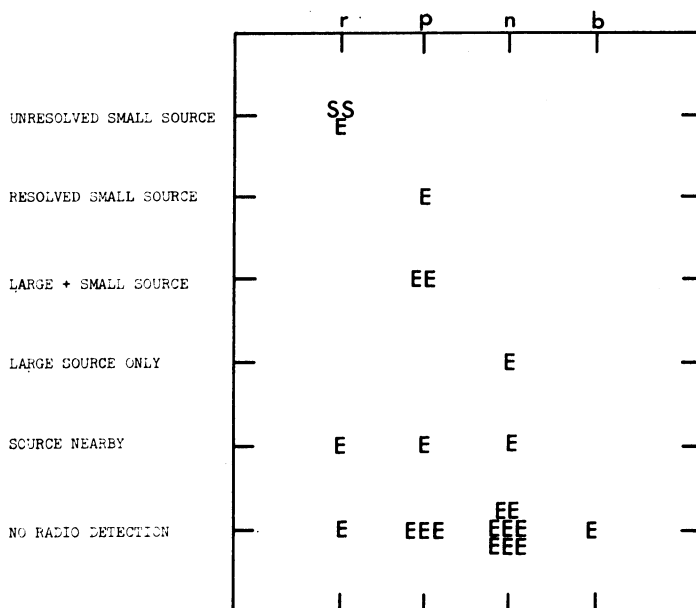 r p n b
SS
UNRESOLVED SMALL SOURCE
E
RESOLVED SMALL SOURCE E
LARGE + SMALL SOURCE EE
LARGE SOURCE ONLY E
SOURCE NEARBY E E E
EE
NO RADIO DETECTION E EEE EEE E
EEE